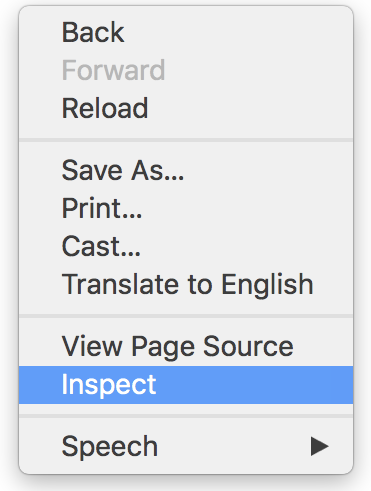 Back
Forward
Reload
Save As...
Print...
Cast...
Translate to English
View Page Source
Inspect
Speech